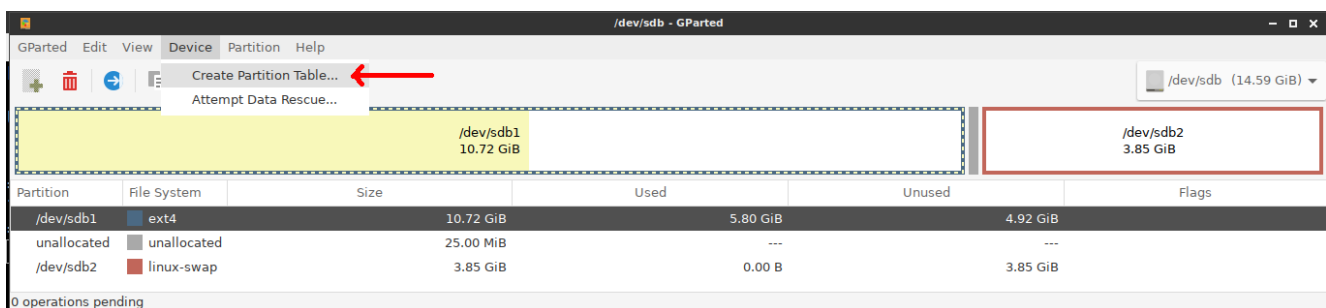 /dev/sdb - GParted
GParted Edit View Device Partition Help
Create Partition Table...
Attempt Data Rescue...
/dev/sdb (14.59 GiB)
/dev/sdb1
10.72 GiB
/dev/sdb2
3.85 GiB
Partition File System Size Used Unused Flags
/dev/sdb1 ext4 10.72 GiB 5.80 GiB 4.92 GiB
unallocated unallocated 25.00 MiB --- ---
/dev/sdb2 linux-swap 3.85 GiB 0.00 B 3.85 GiB
0 operations pending